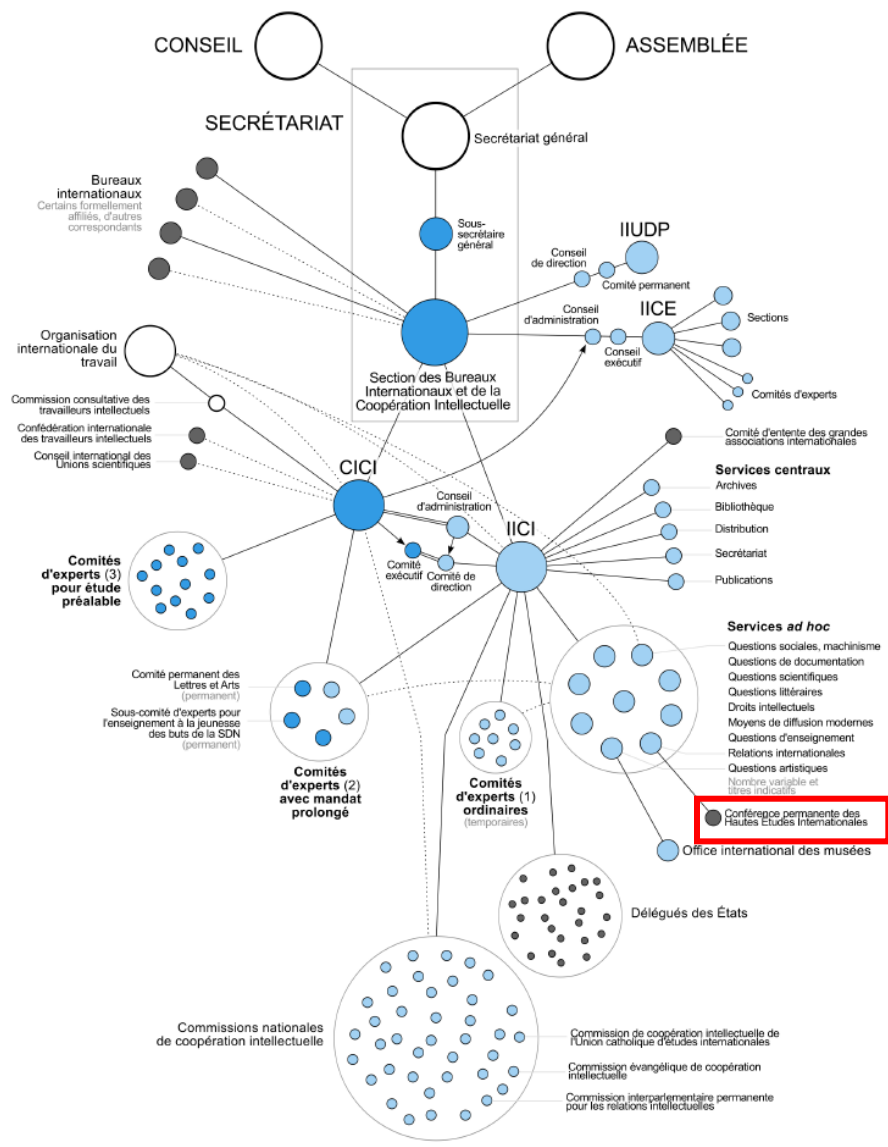 CONSEIL
ASSEMBLÉE
SECRÉTARIAT
Secrétariat général
Bureaux
internationaux
Certains formellement
affiliés, d'autres
correspondants
Sous-
secrétaire
général
IIUDP
Conseil
de direction
Comité permanent
Conseil
d'administration
IICE
Sections
Conseil
exécutif
Comités d'experts
Organisation
internationale du
travail
Section des Bureaux
Internationaux et de la
Coopération Intellectuelle
Commission consultative des
travailleurs intellectuels
Confédération internationale
des travailleurs intellectuels
Conseil international des
Unions scientifiques
Comité d'entente des grandes
associations internationales
CICI
Conseil
d'administration
IICI
Services centraux
Archives
Bibliothèque
Distribution
Secrétariat
Publications
Comité
exécutif
Comité de
direction
Comités
d'experts (3)
pour étude
préalable
Services ad hoc
Questions sociales, machinisme
Questions de documentation
Questions scientifiques
Questions littéraires
Droits intellectuels
Moyens de diffusion modernes
Questions d'enseignement
Relations internationales
Questions artistiques
Nombre variable et
titres indicatifs
Comité permanent des
Lettres et Arts
(permanent)
Sous-comité d'experts pour
l'enseignement à la jeunesse
des buts de la SDN
(permanent)
Comités
d'experts (2)
avec mandat
prolongé
Comités
d'experts (1)
ordinaires
(temporaires)
Conférence permanente des
Hautes Etudes Internationales
Office international des musées
Délégués des États
Commissions nationales
de coopération intellectuelle
Commission de coopération intellectuelle de
l'Union catholique d'études internationales
Commission évangélique de coopération
intellectuelle
Commission interparlementaire permanente
pour les relations intellectuelles